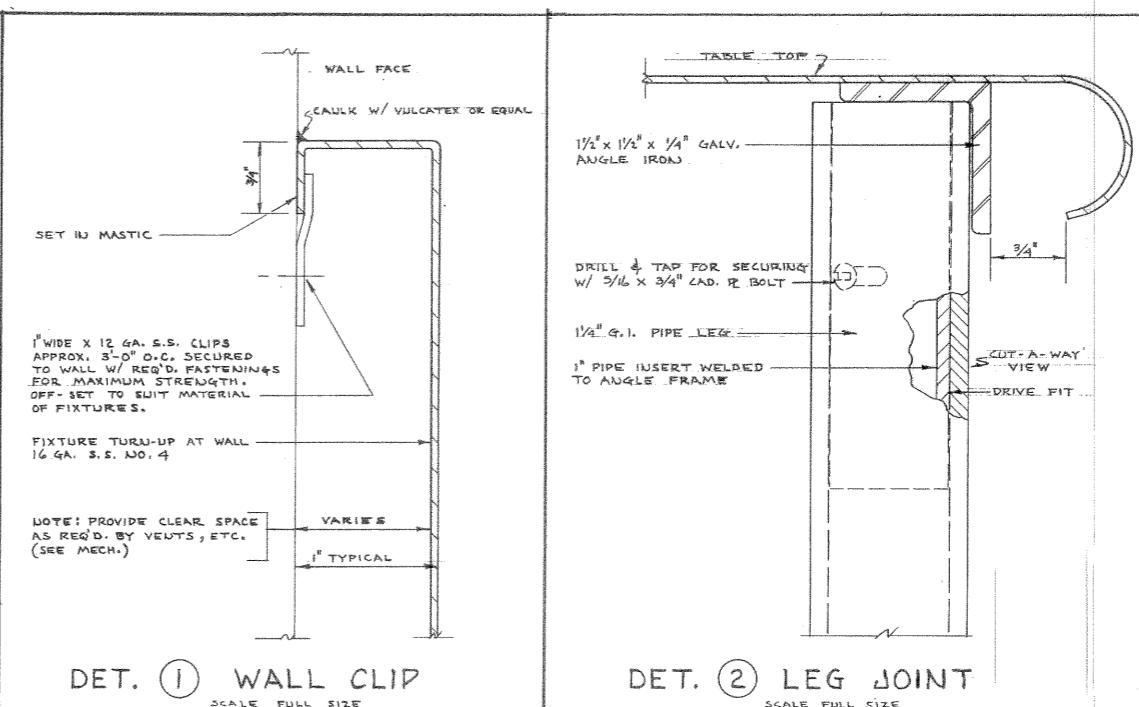 WALL FACE
CAULK W/ VULCATEX OR EQUAL
3/4"
SET IN MASTIC
1" WIDE X 12 GA. S.S. CLIPS
APPROX. 3'-0" O.C. SECURED
TO WALL W/ REQ'D. FASTENINGS
FOR MAXIMUM STRENGTH.
OFF-SET TO SUIT MATERIAL
OF FIXTURES.
FIXTURE TURN-UP AT WALL
16 GA. S.S. NO. 4
NOTE: PROVIDE CLEAR SPACE
AS REQ'D. BY VENTS, ETC.
(SEE MECH.)
VARIES
1" TYPICAL
DET. 1 WALL CLIP
SCALE FULL SIZE
TABLE TOP
1 1/2" x 1 1/2" x 1/4" GALV.
ANGLE IRON
3/4"
DRILL & TAP FOR SECURING
W/ 5/16 x 3/4" CAD. PL BOLT
1 1/4" G.I. PIPE LEG
1" PIPE INSERT WELDED
TO ANGLE FRAME
CUT-A-WAY
VIEW
DRIVE FIT
DET. 2 LEG JOINT
SCALE FULL SIZE